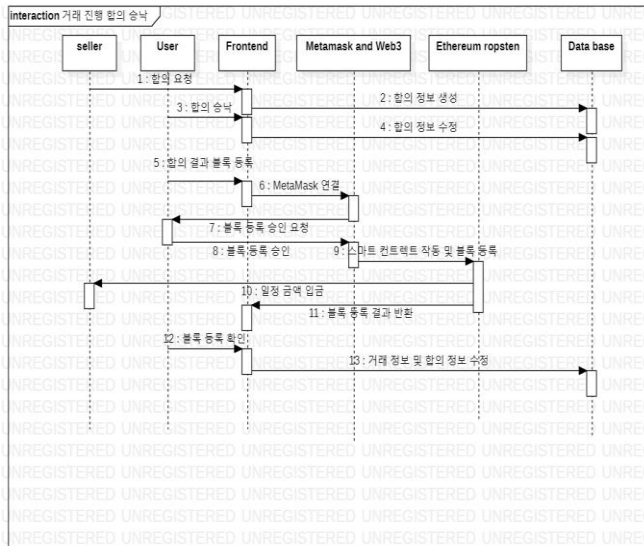 interaction 거래 진행 합의 승낙
seller User Frontend Metamask and Web3 Ethereum ropsten Data base
1 : 합의 요청
2 : 합의 정보 생성
3 : 합의 승낙
4 : 합의 정보 수정
5 : 합의 결과 블록 등록
6 : MetaMask 연결
7 : 블록 등록 승인 요청
8 : 블록 등록 승인
9 : 스마트 컨트렉트 작동 및 블록 등록
10 : 일정 금액 입금
11 : 블록 등록 결과 반환
12 : 블록 등록 확인
13 : 거래 정보 및 합의 정보 수정